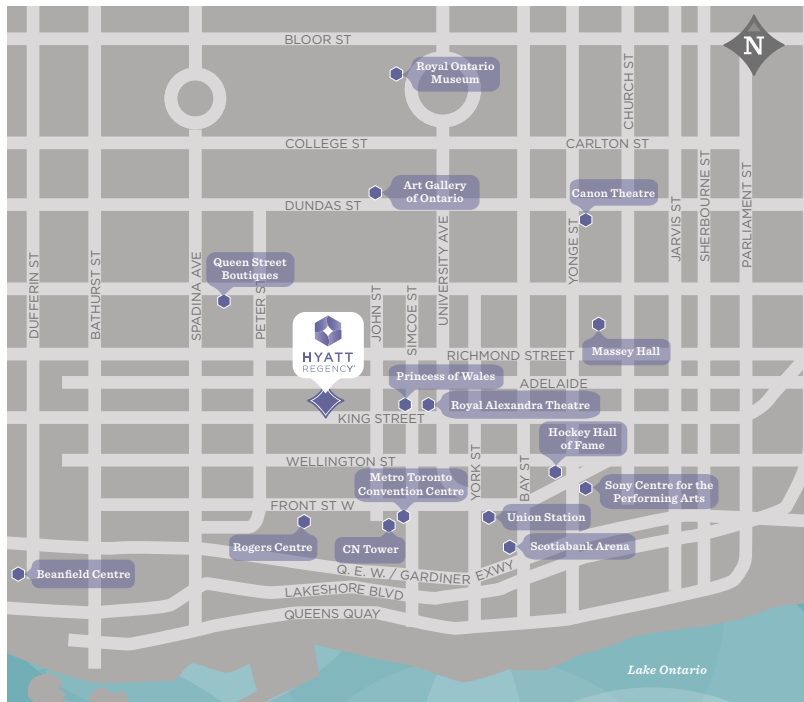 BLOOR ST
N
Royal Ontario
Museum
CHURCH ST
COLLEGE ST
CARLTON ST
Art Gallery
of Ontario
Canon Theatre
DUNDAS ST
DUFFERIN ST
BATHURST ST
SPADINA AVE
Queen Street
Boutiques
PETER ST
JOHN ST
SIMCOE ST
UNIVERSITY AVE
YONGE ST
JARVIS ST
SHERBOURNE ST
PARLIAMENT ST
HYATT
REGENCY
RICHMOND STREET
Massey Hall
Princess of Wales
ADELAIDE
Royal Alexandra Theatre
KING STREET
Hockey Hall
of Fame
WELLINGTON ST
YORK ST
BAY ST
Metro Toronto
Convention Centre
Sony Centre for the
Performing Arts
FRONT ST W
Union Station
Rogers Centre
CN Tower
Scotiabank Arena
Beanfield Centre
Q. E. W. / GARDINER EXWY
LAKESHORE BLVD
QUEENS QUAY
Lake Ontario